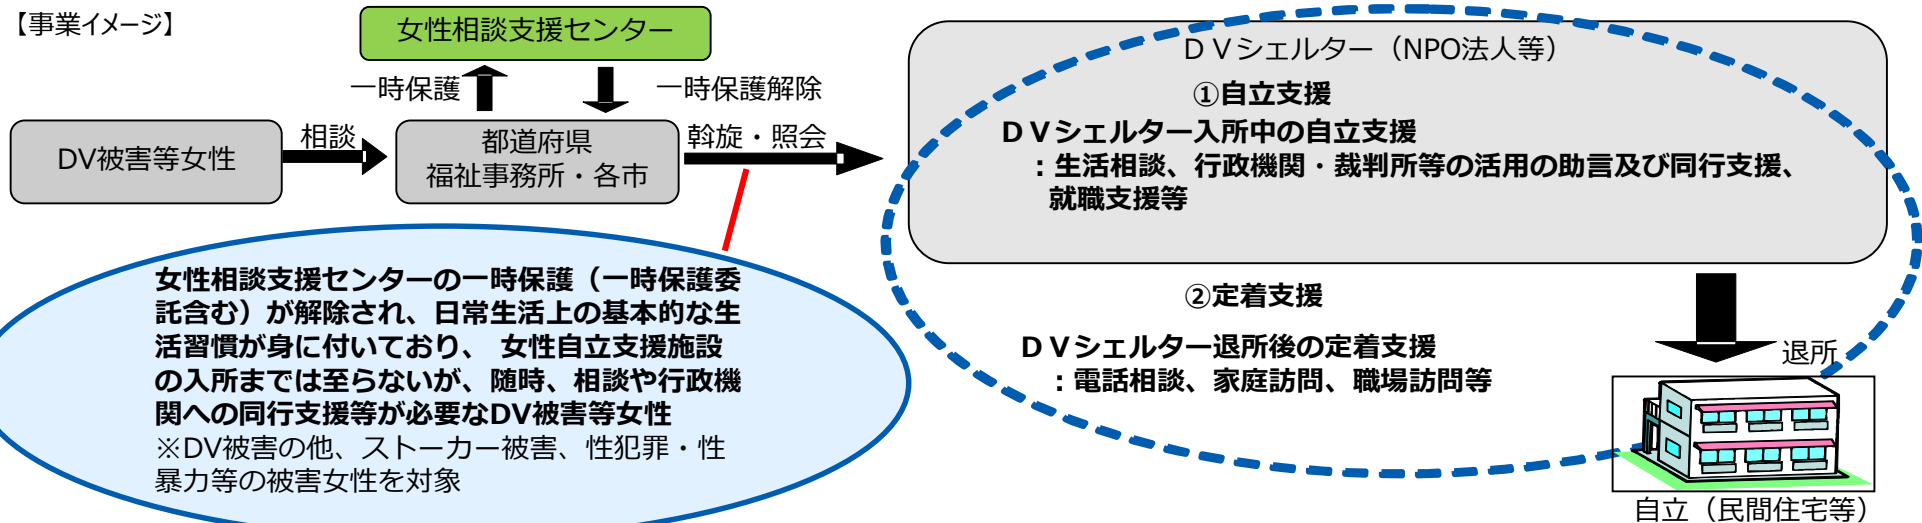 【事業イメージ】
女性相談支援センター
一時保護
一時保護解除
DV被害等女性
相談
都道府県
福祉事務所・各市
斡旋・照会
ＤＶシェルター（NPO法人等）
①自立支援
ＤＶシェルター入所中の自立支援
：生活相談、行政機関・裁判所等の活用の助言及び同行支援、
就職支援等
②定着支援
ＤＶシェルター退所後の定着支援
：電話相談、家庭訪問、職場訪問等
退所
自立（民間住宅等）
女性相談支援センターの一時保護（一時保護委
託含む）が解除され、日常生活上の基本的な生
活習慣が身に付いており、 女性自立支援施設
の入所までは至らないが、随時、相談や行政機
関への同行支援等が必要なDV被害等女性
※DV被害の他、ストーカー被害、性犯罪・性
暴力等の被害女性を対象